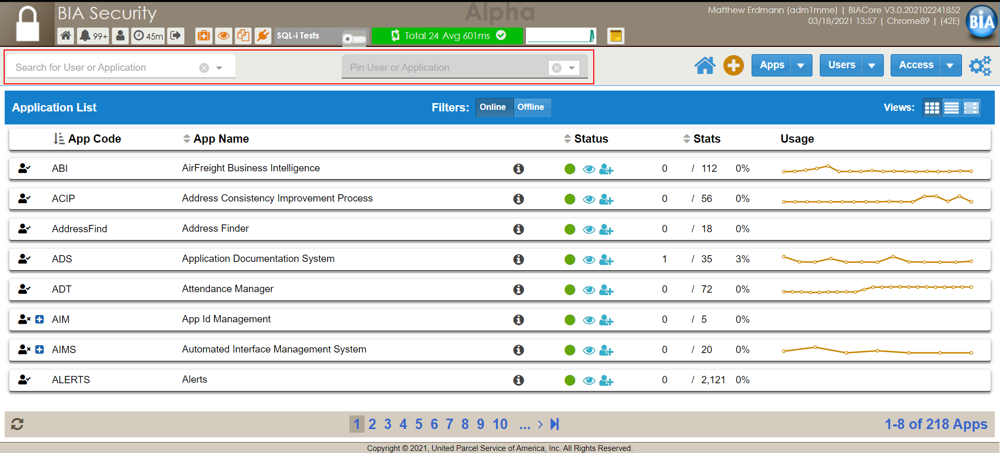 Alpha
BIA Security
Matthew Erdmann (adm1mme) | BIACore V3.0.202102241852
03/18/2021 13:57 | Chrome89 | (42E)
BIA
99+
45m
SQL-i Tests
Total 24 Avg 601ms
Search for User or Application
Pin User or Application
Apps
Users
Access
Application List
Filters:
Online
Offline
Views:
App Code App Name Status Stats Usage
ABI AirFreight Business Intelligence 0 / 112 0%
ACIP Address Consistency Improvement Process 0 / 56 0%
AddressFind Address Finder 0 / 18 0%
ADS Application Documentation System 1 / 35 3%
ADT Attendance Manager 0 / 72 0%
AIM App Id Management 0 / 5 0%
AIMS Automated Interface Management System 0 / 20 0%
ALERTS Alerts 0 / 2,121 0%
1 2 3 4 5 6 7 8 9 10 ...
1-8 of 218 Apps
Copyright © 2021, United Parcel Service of America, Inc. All Rights Reserved.